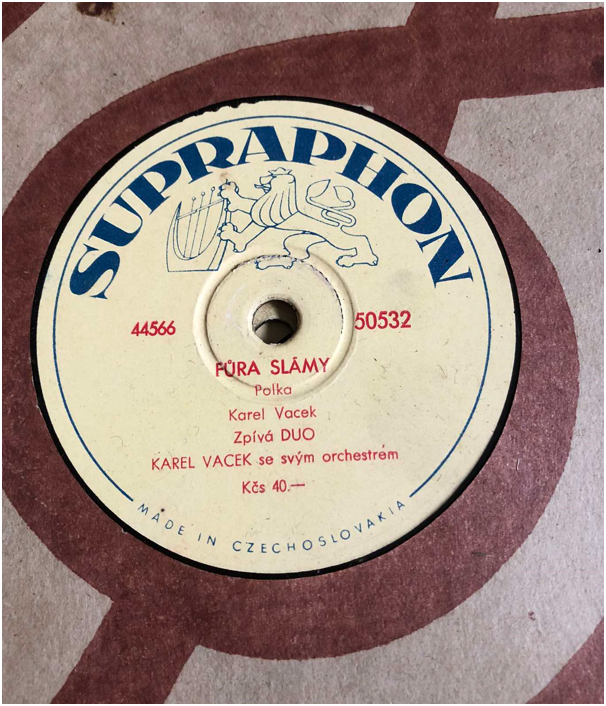 SUPRAPHON
44566 50532
FŮRA SLÁMY
Polka
Karel Vacek
Zpívá DUO
KAREL VACEK se svým orchestrem
Kčs 40.—
MADE IN CZECHOSLOVAKIA